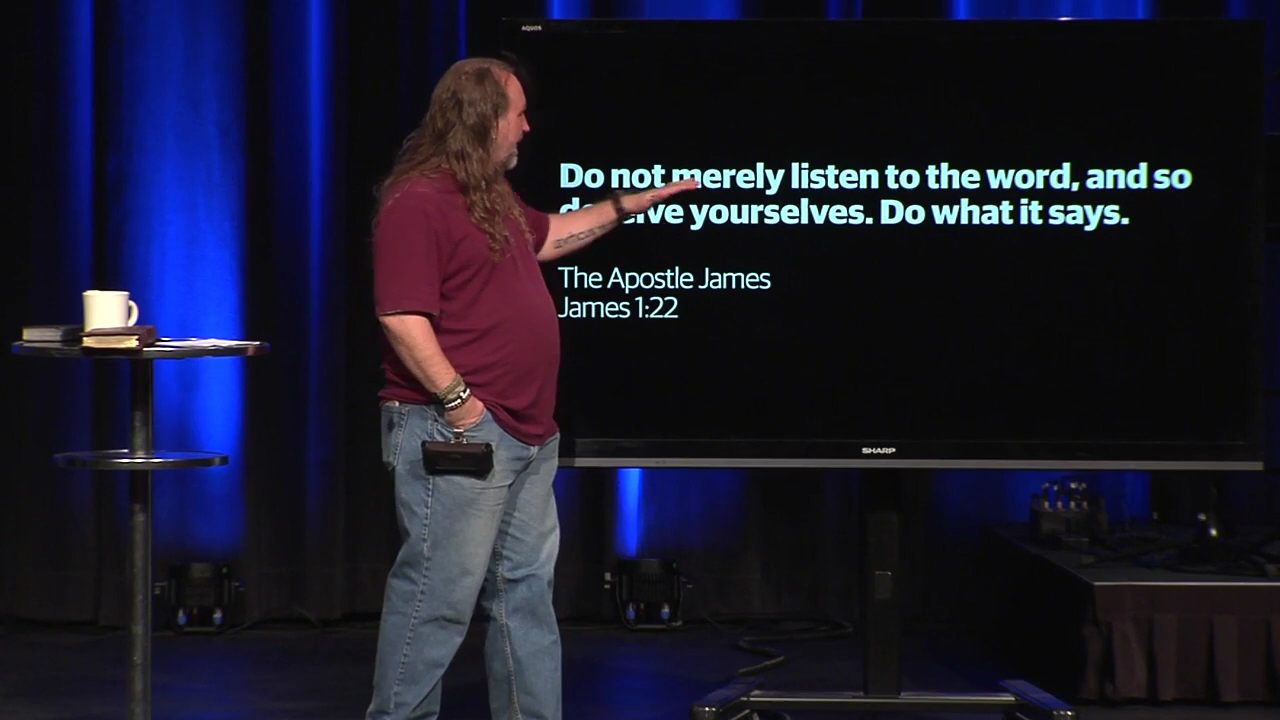 AQUOS
Do not merely listen to the word, and so
deceive yourselves. Do what it says.
The Apostle James
James 1:22
SHARP